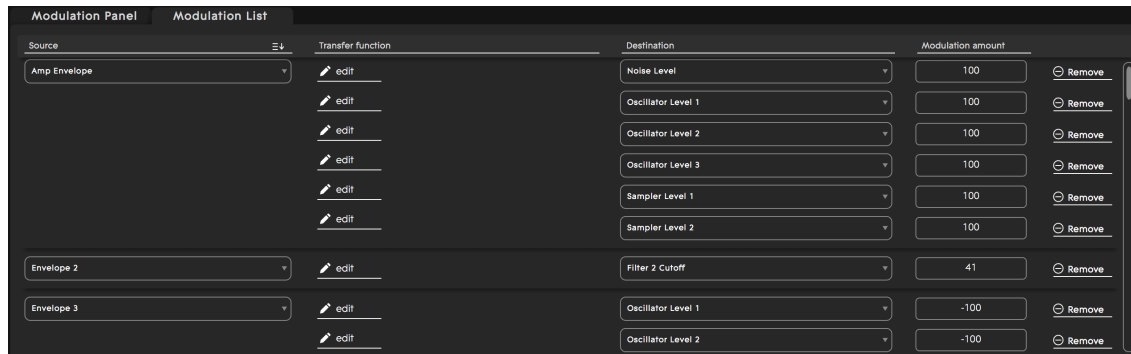 Modulation Panel Modulation List
Source Transfer function Destination Modulation amount
Amp Envelope edit Noise Level 100 Remove
edit Oscillator Level 1 100 Remove
edit Oscillator Level 2 100 Remove
edit Oscillator Level 3 100 Remove
edit Sampler Level 1 100 Remove
edit Sampler Level 2 100 Remove
Envelope 2 edit Filter 2 Cutoff 41 Remove
Envelope 3 edit Oscillator Level 1 -100 Remove
edit Oscillator Level 2 -100 Remove